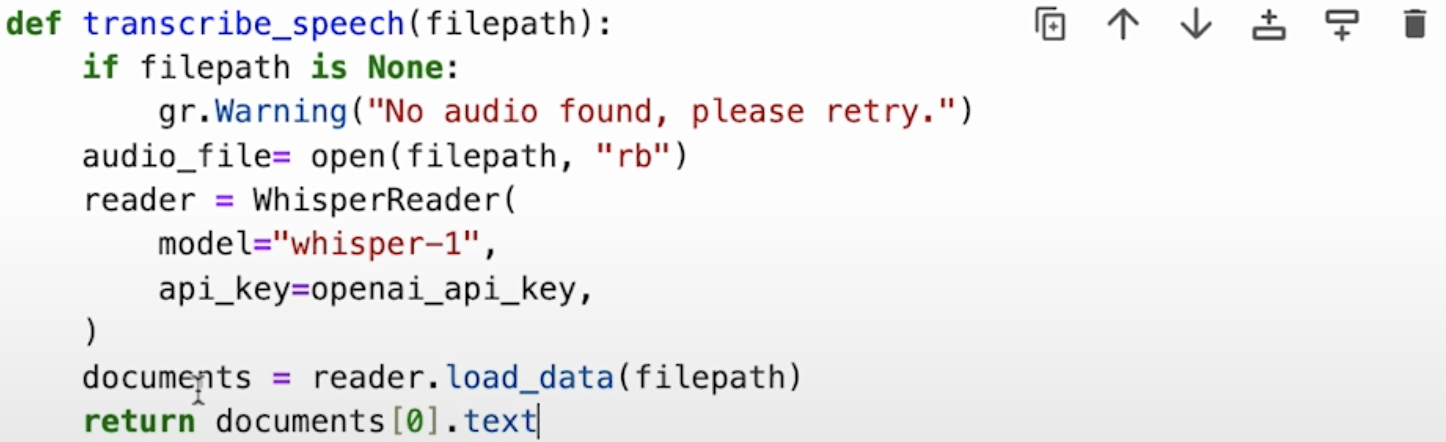 def transcribe_speech(filepath):
    if filepath is None:
        gr.Warning("No audio found, please retry.")
    audio_file= open(filepath, "rb")
    reader = WhisperReader(
        model="whisper-1",
        api_key=openai_api_key,
    )
    documents = reader.load_data(filepath)
    return documents[0].text